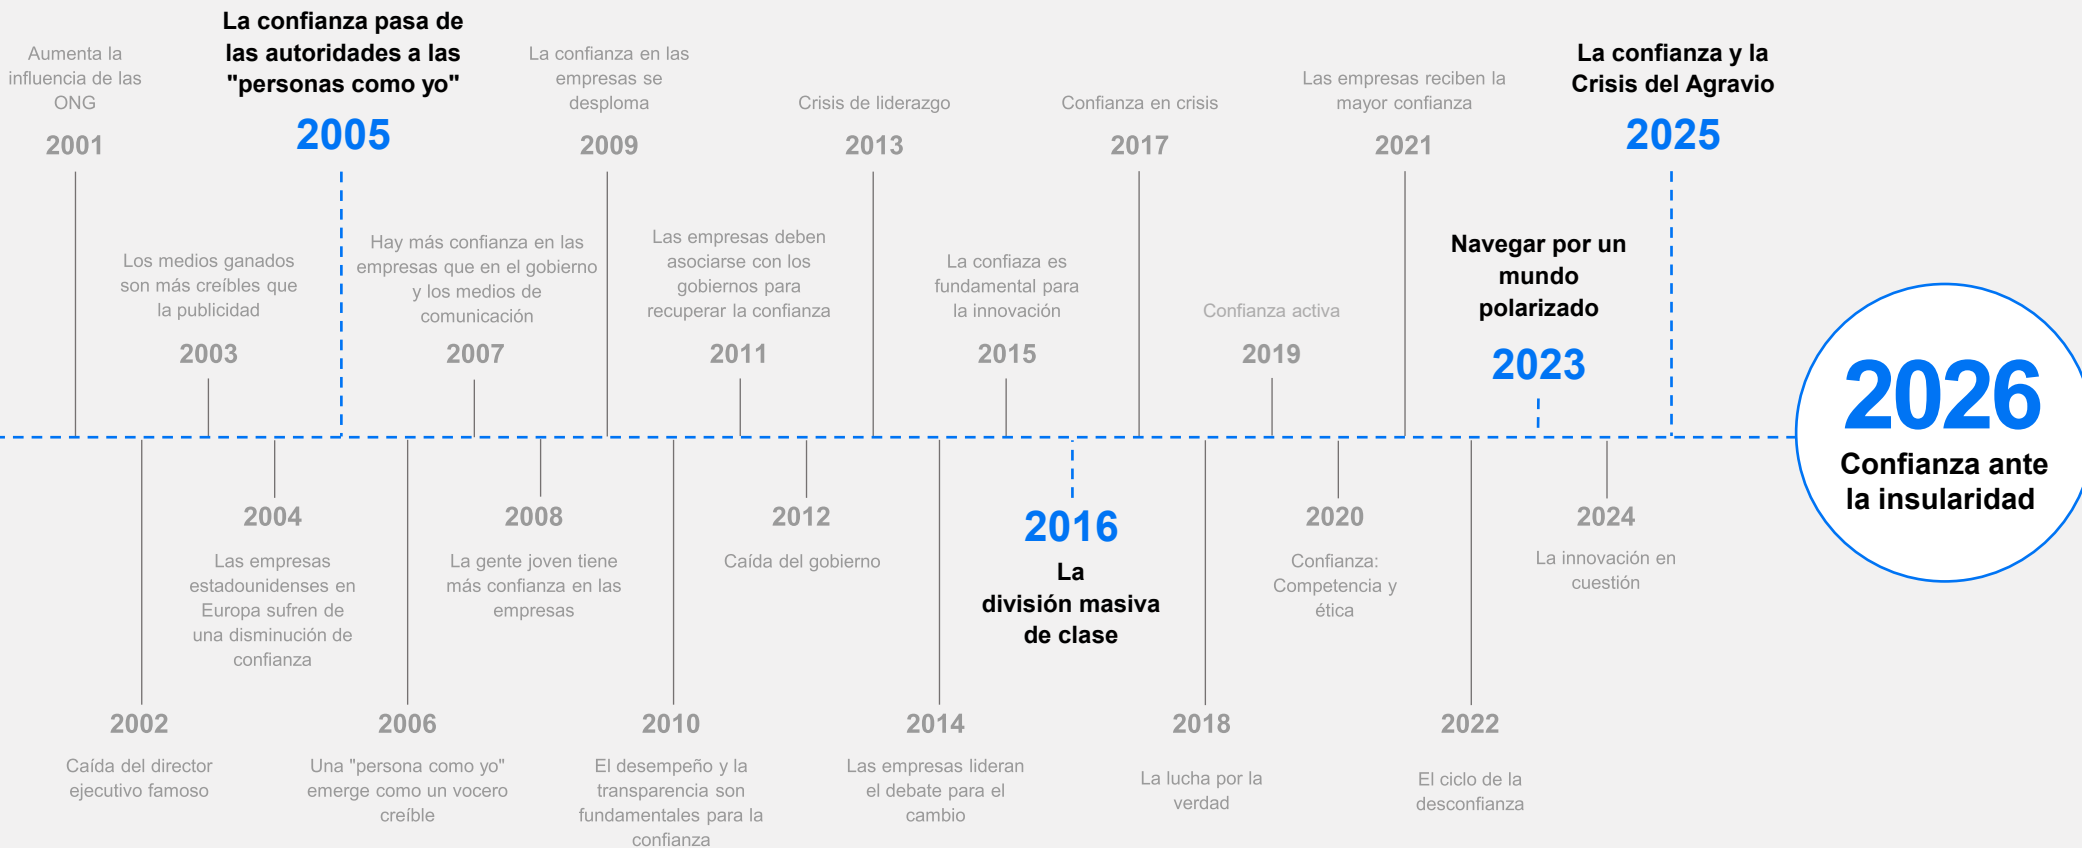 Aumenta la
influencia de las
ONG
2001
Caída del director
ejecutivo famoso
2002
Los medios ganados
son más creíbles que
la publicidad
2003
2004
Las empresas
estadounidenses en
Europa sufren de
una disminución de
confianza
La confianza pasa de
las autoridades a las
"personas como yo"
2005
2006
Una "persona como yo"
emerge como un vocero
creíble
Hay más confianza en las
empresas que en el gobierno
y los medios de
comunicación
2007
2008
La gente joven tiene
más confianza en las
empresas
La confianza en las
empresas se
desploma
2009
2010
El desempeño y la
transparencia son
fundamentales para la
confianza
Las empresas deben
asociarse con los
gobiernos para
recuperar la confianza
2011
2012
Caída del gobierno
Crisis de liderazgo
2013
2014
Las empresas lideran
el debate para el
cambio
La confiaza es
fundamental para
la innovación
2015
2016
La
división masiva
de clase
Confianza en crisis
2017
2018
La lucha por la
verdad
Confianza activa
2019
2020
Confianza:
Competencia y
ética
Las empresas reciben la
mayor confianza
2021
2022
El ciclo de la
desconfianza
Navegar por un
mundo
polarizado
2023
2024
La innovación en
cuestión
La confianza y la
Crisis del Agravio
2025
2026
Confianza ante
la insularidad